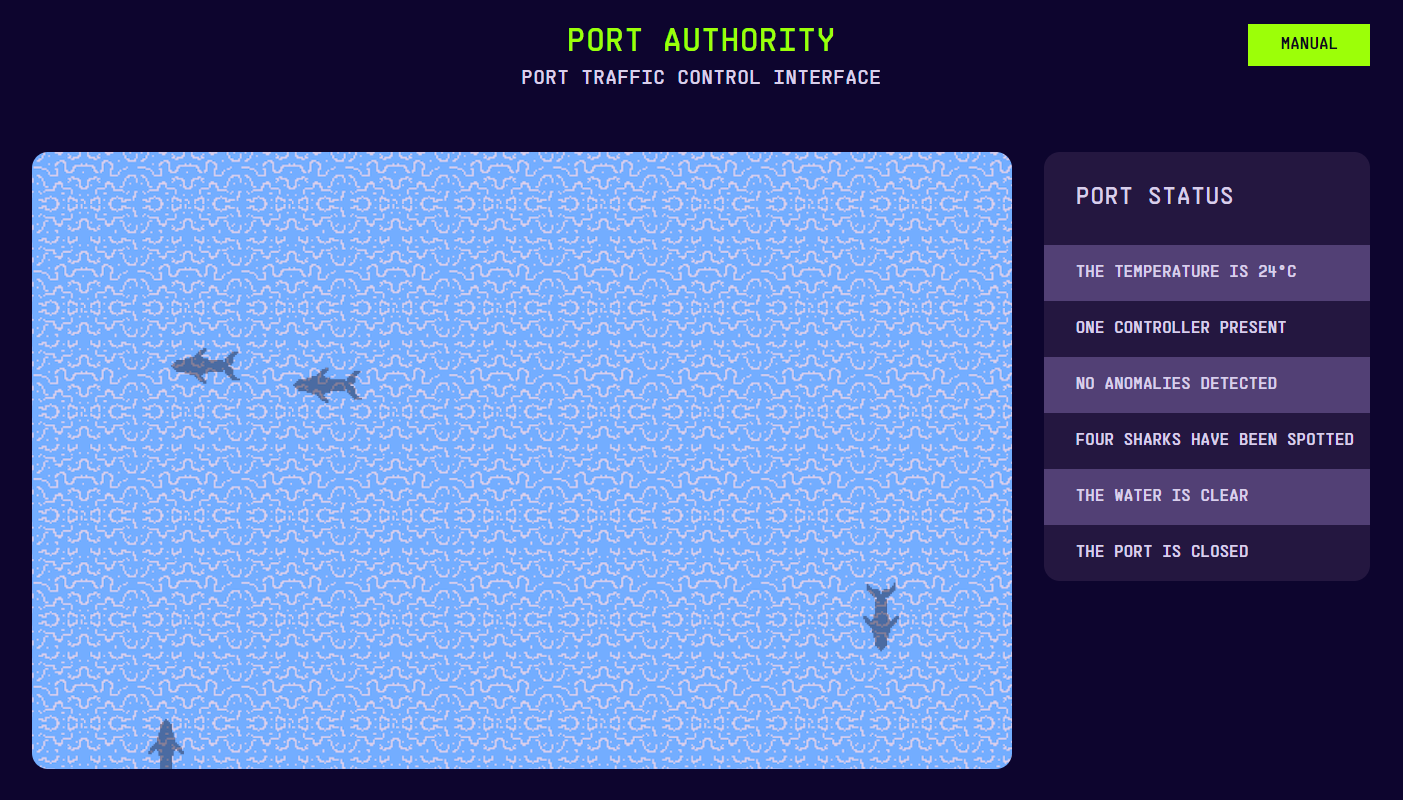 PORT AUTHORITY
PORT TRAFFIC CONTROL INTERFACE
MANUAL
PORT STATUS
THE TEMPERATURE IS 24°C
ONE CONTROLLER PRESENT
NO ANOMALIES DETECTED
FOUR SHARKS HAVE BEEN SPOTTED
THE WATER IS CLEAR
THE PORT IS CLOSED